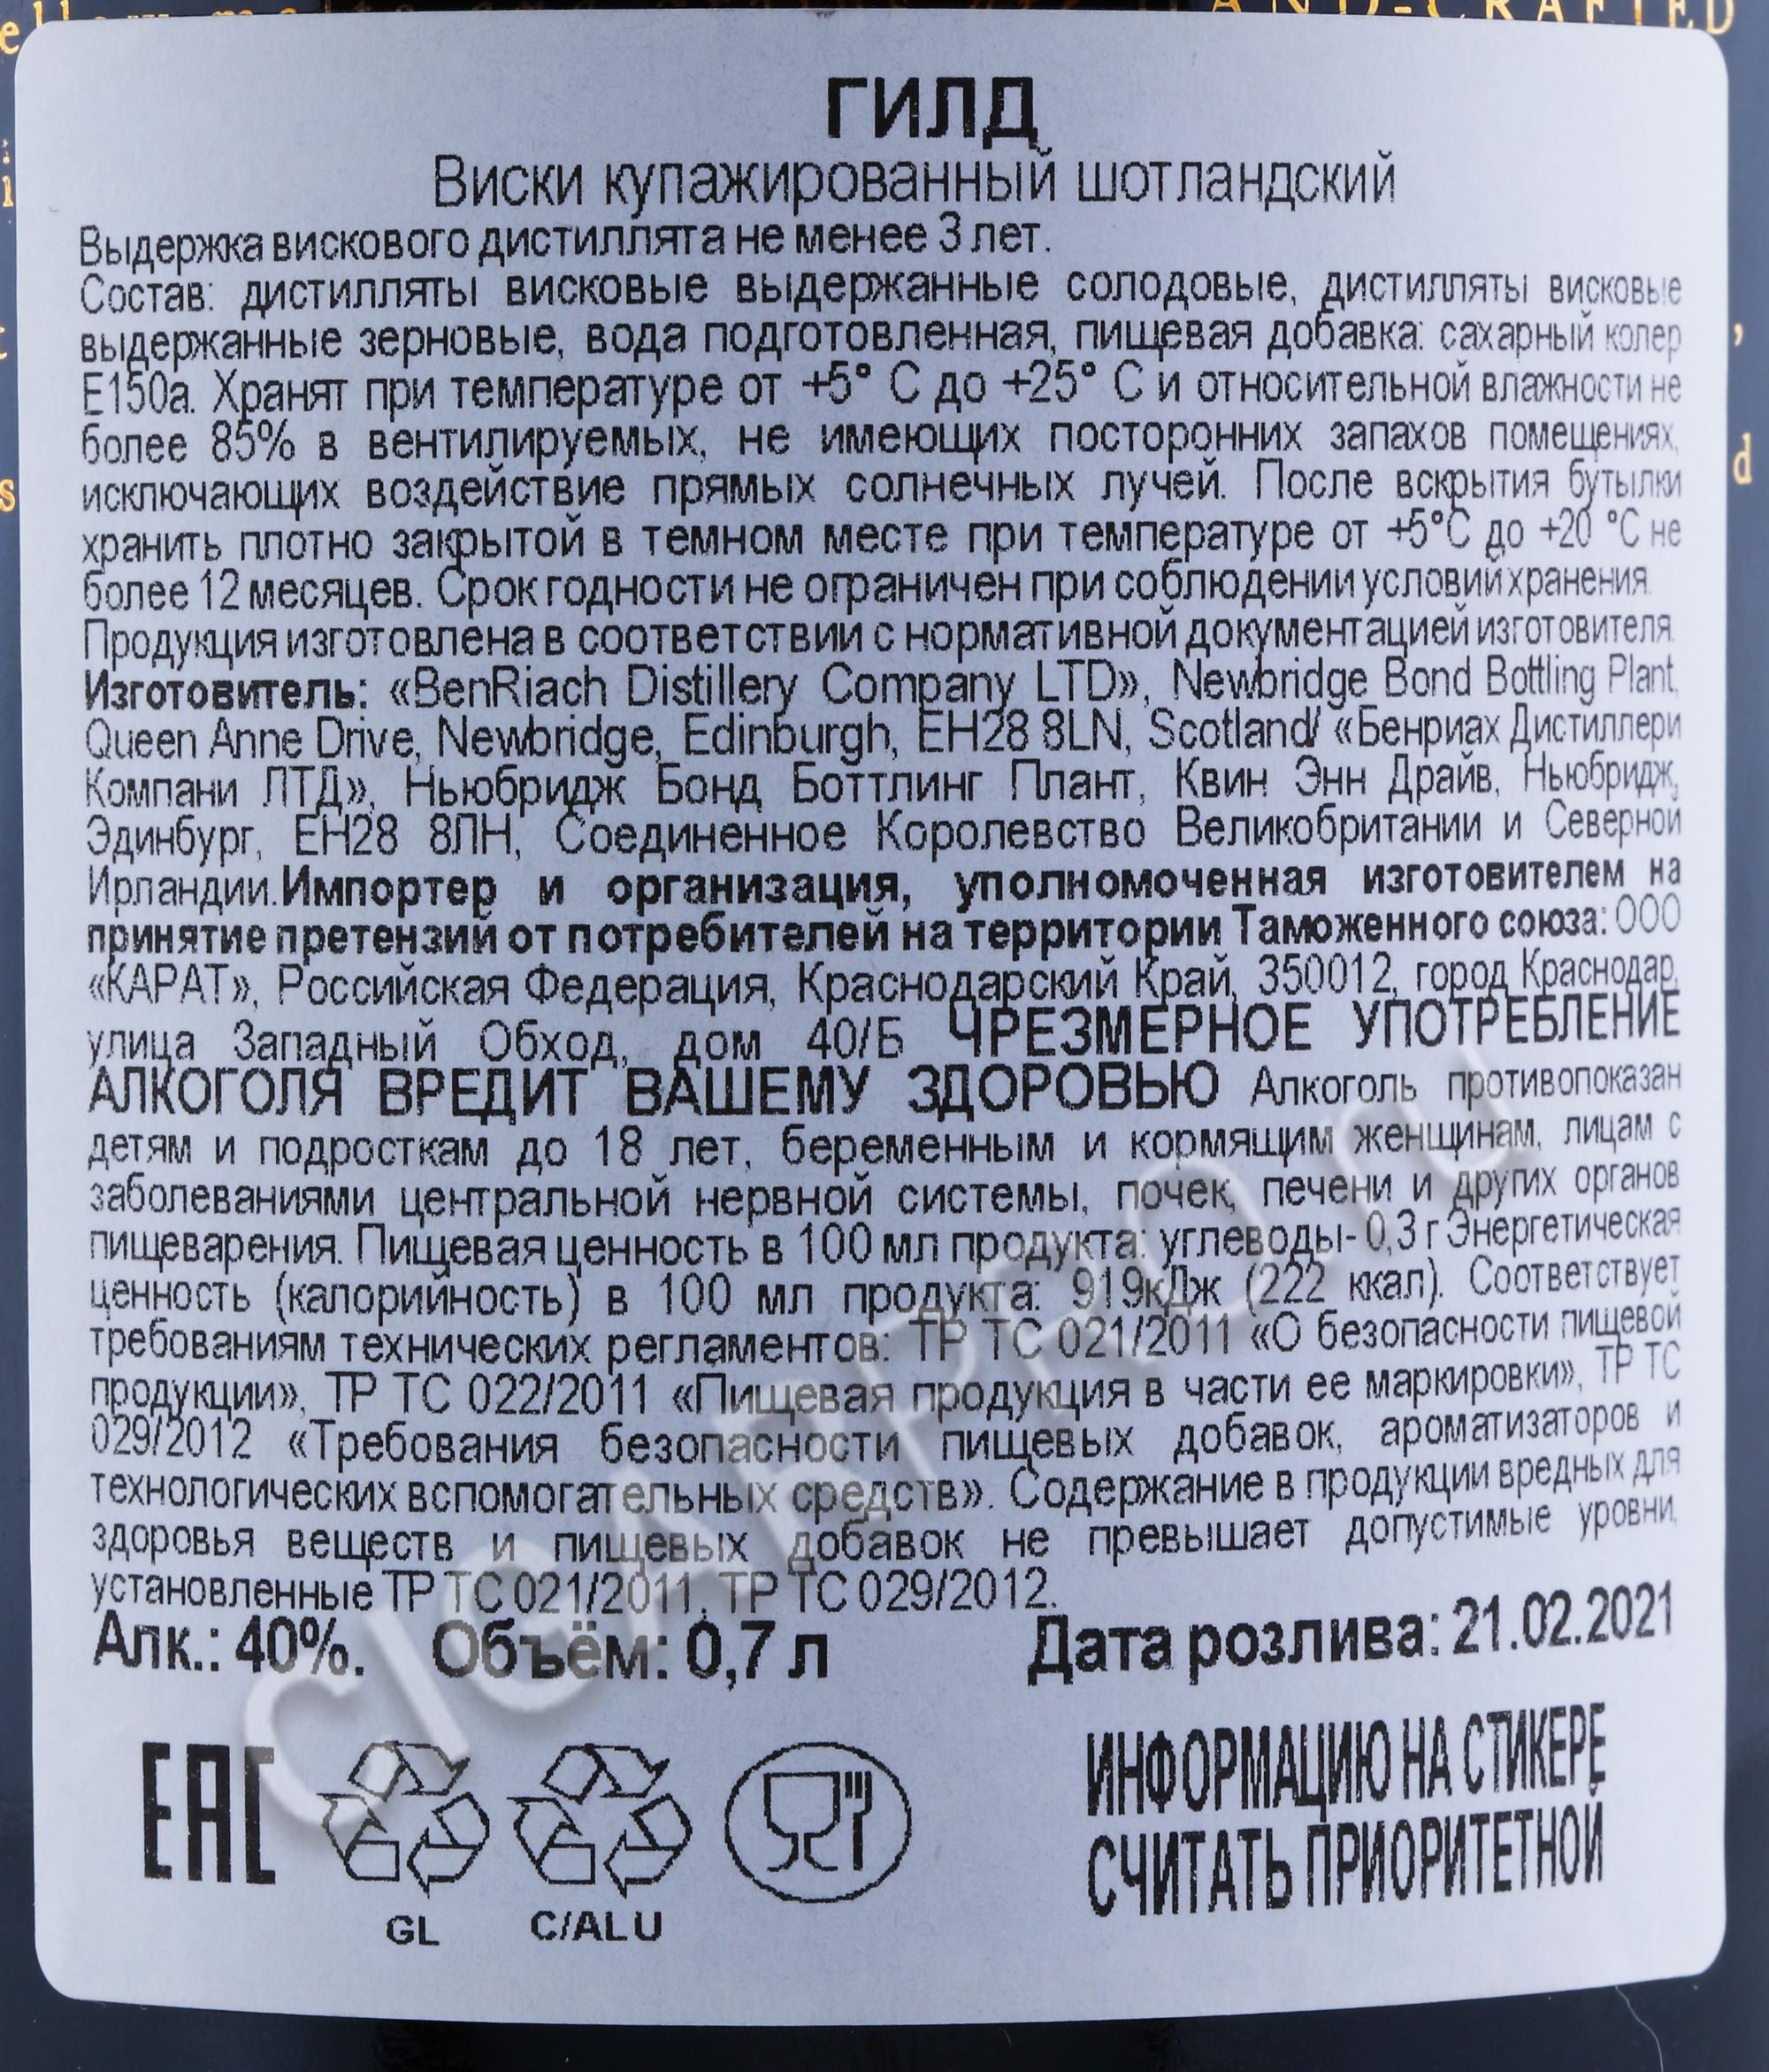 HAND-CRAFTED
ГИЛД
Виски купажированный шотландский
Выдержка вискового дистиллята не менее 3 лет.
Состав: дистилляты висковые выдержанные солодовые, дистилляты висковые
выдержанные зерновые, вода подготовленная, пищевая добавка: сахарный колер
Е150а. Хранят при температуре от +5° С до +25° С и относительной влажности не
более 85% в вентилируемых, не имеющих посторонних запахов помещениях,
исключающих воздействие прямых солнечных лучей. После вскрытия бутылки
хранить плотно закрытой в темном месте при температуре от +5°С до +20 °С не
более 12 месяцев. Срок годности не ограничен при соблюдении условий хранения.
Продукция изготовлена в соответствии с нормативной документацией изготовителя.
Изготовитель: «BenRiach Distillery Company LTD», Newbridge Bond Bottling Plant,
Queen Anne Drive, Newbridge, Edinburgh, EH28 8LN, Scotland/ «Бенриах Дистиллери
Компани ЛТД», Ньюбридж Бонд Боттлинг Плант, Квин Энн Драйв, Ньюбридж,
Эдинбург, ЕН28 8ЛН, Соединенное Королевство Великобритании и Северной
Ирландии.Импортер и организация, уполномоченная изготовителем на
принятие претензий от потребителей на территории Таможенного союза: ООО
«КАРАТ», Российская Федерация, Краснодарский Край, 350012, город Краснодар,
улица Западный Обход, дом 40/Б ЧРЕЗМЕРНОЕ УПОТРЕБЛЕНИЕ
АЛКОГОЛЯ ВРЕДИТ ВАШЕМУ ЗДОРОВЬЮ Алкоголь противопоказан
детям и подросткам до 18 лет, беременным и кормящим женщинам, лицам с
заболеваниями центральной нервной системы, почек, печени и других органов
пищеварения. Пищевая ценность в 100 мл продукта: углеводы- 0,3 г Энергетическая
ценность (калорийность) в 100 мл продукта: 919кДж (222 ккал). Соответствует
требованиям технических регламентов: ТР ТС 021/2011 «О безопасности пищевой
продукции», ТР ТС 022/2011 «Пищевая продукция в части ее маркировки», ТР ТС
029/2012 «Требования безопасности пищевых добавок, ароматизаторов и
технологических вспомогательных средств». Содержание в продукции вредных для
здоровья веществ и пищевых добавок не превышает допустимые уровни,
установленные ТР ТС 021/2011, ТР ТС 029/2012.
Алк.: 40%. Объём: 0,7 л Дата розлива: 21.02.2021
EAC
GL
C/ALU
ИНФОРМАЦИЮ НА СТИКЕРЕ
СЧИТАТЬ ПРИОРИТЕТНОЙ
CIGARPRO.ru